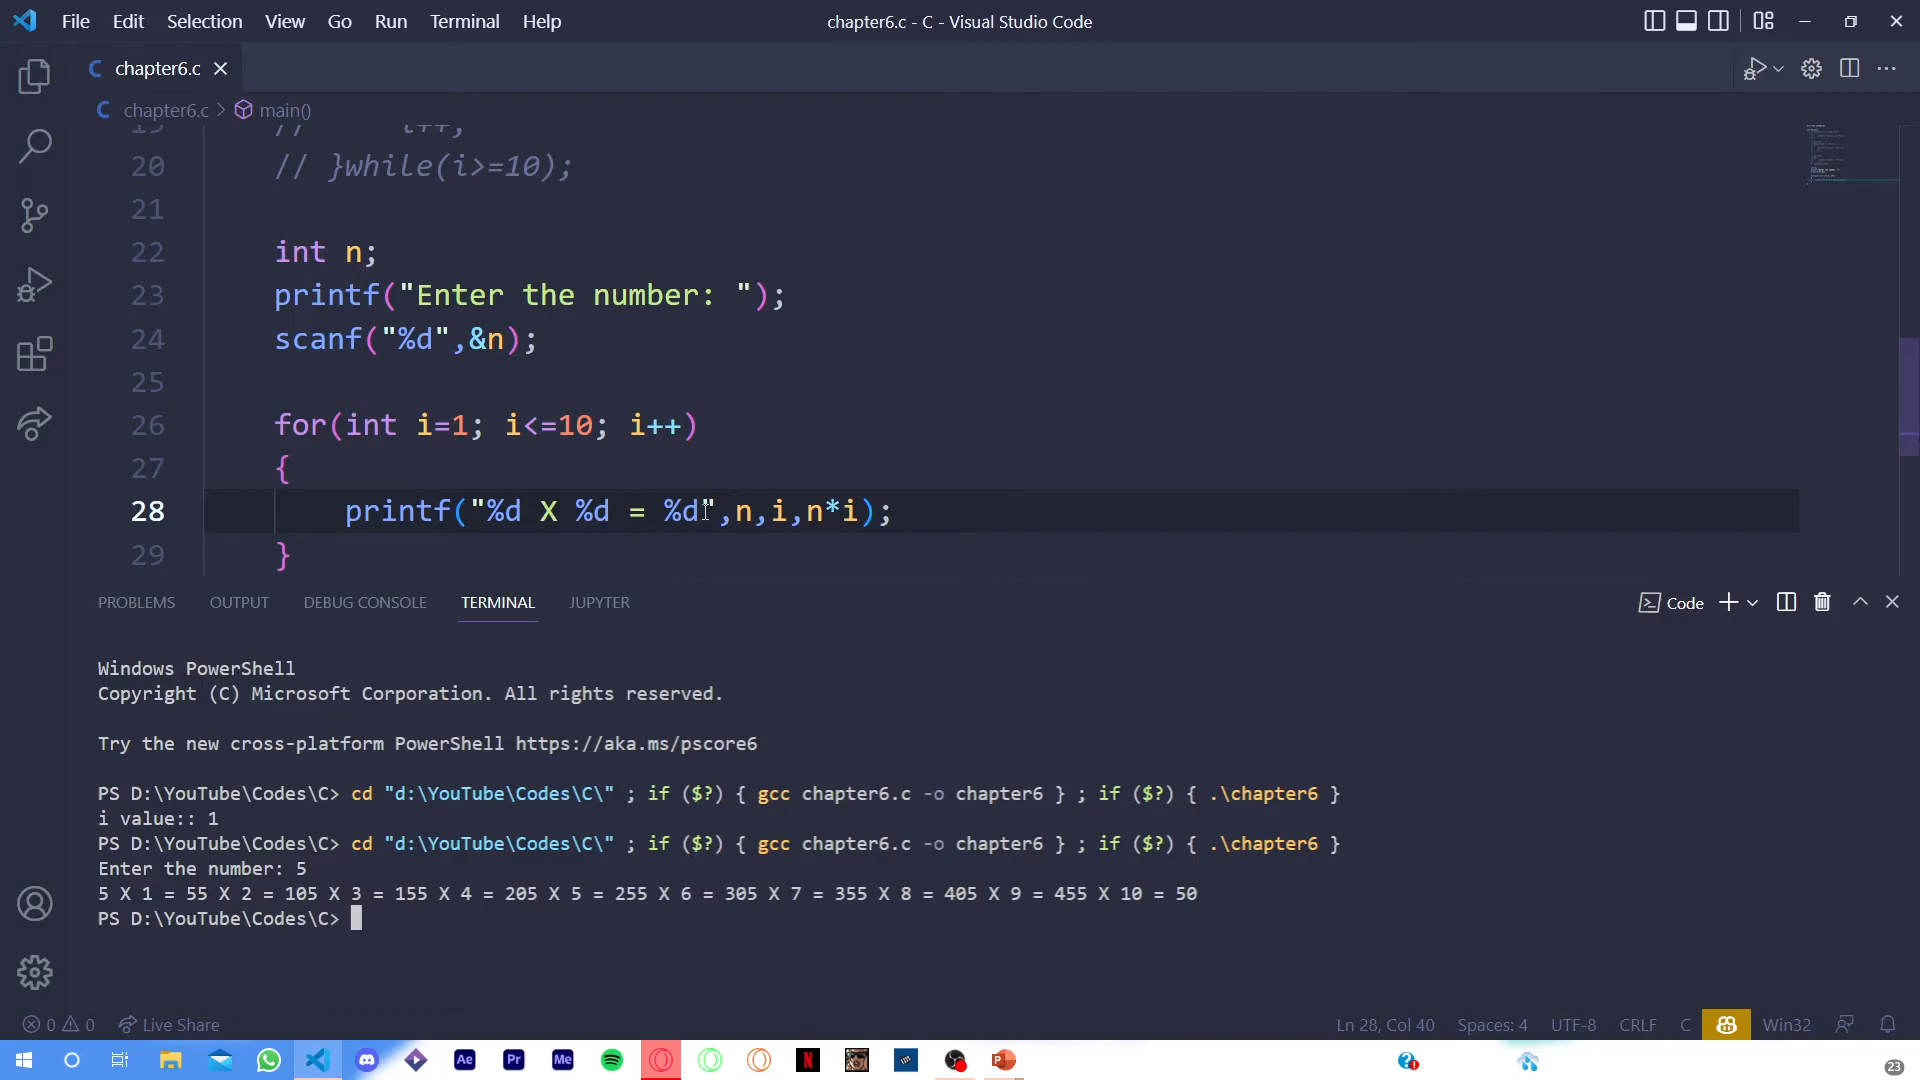 File Edit Selection View Go Run Terminal Help
chapter6.c - C - Visual Studio Code
C chapter6.c
C chapter6.c > main()
20 // }while(i>=10);
21
22 int n;
23 printf("Enter the number: ");
24 scanf("%d",&n);
25
26 for(int i=1; i<=10; i++)
27 {
28 printf("%d X %d = %d",n,i,n*i);
29 }
PROBLEMS OUTPUT DEBUG CONSOLE TERMINAL JUPYTER
Code
Windows PowerShell
Copyright (C) Microsoft Corporation. All rights reserved.
Try the new cross-platform PowerShell https://aka.ms/pscore6
PS D:\YouTube\Codes\C> cd "d:\YouTube\Codes\C\" ; if ($?) { gcc chapter6.c -o chapter6 } ; if ($?) { .\chapter6 }
i value:: 1
PS D:\YouTube\Codes\C> cd "d:\YouTube\Codes\C\" ; if ($?) { gcc chapter6.c -o chapter6 } ; if ($?) { .\chapter6 }
Enter the number: 5
5 X 1 = 55 X 2 = 105 X 3 = 155 X 4 = 205 X 5 = 255 X 6 = 305 X 7 = 355 X 8 = 405 X 9 = 455 X 10 = 50
PS D:\YouTube\Codes\C>
0 0 Live Share
Ln 28, Col 40 Spaces: 4 UTF-8 CRLF C Win32
Ae Pr Me N P 23